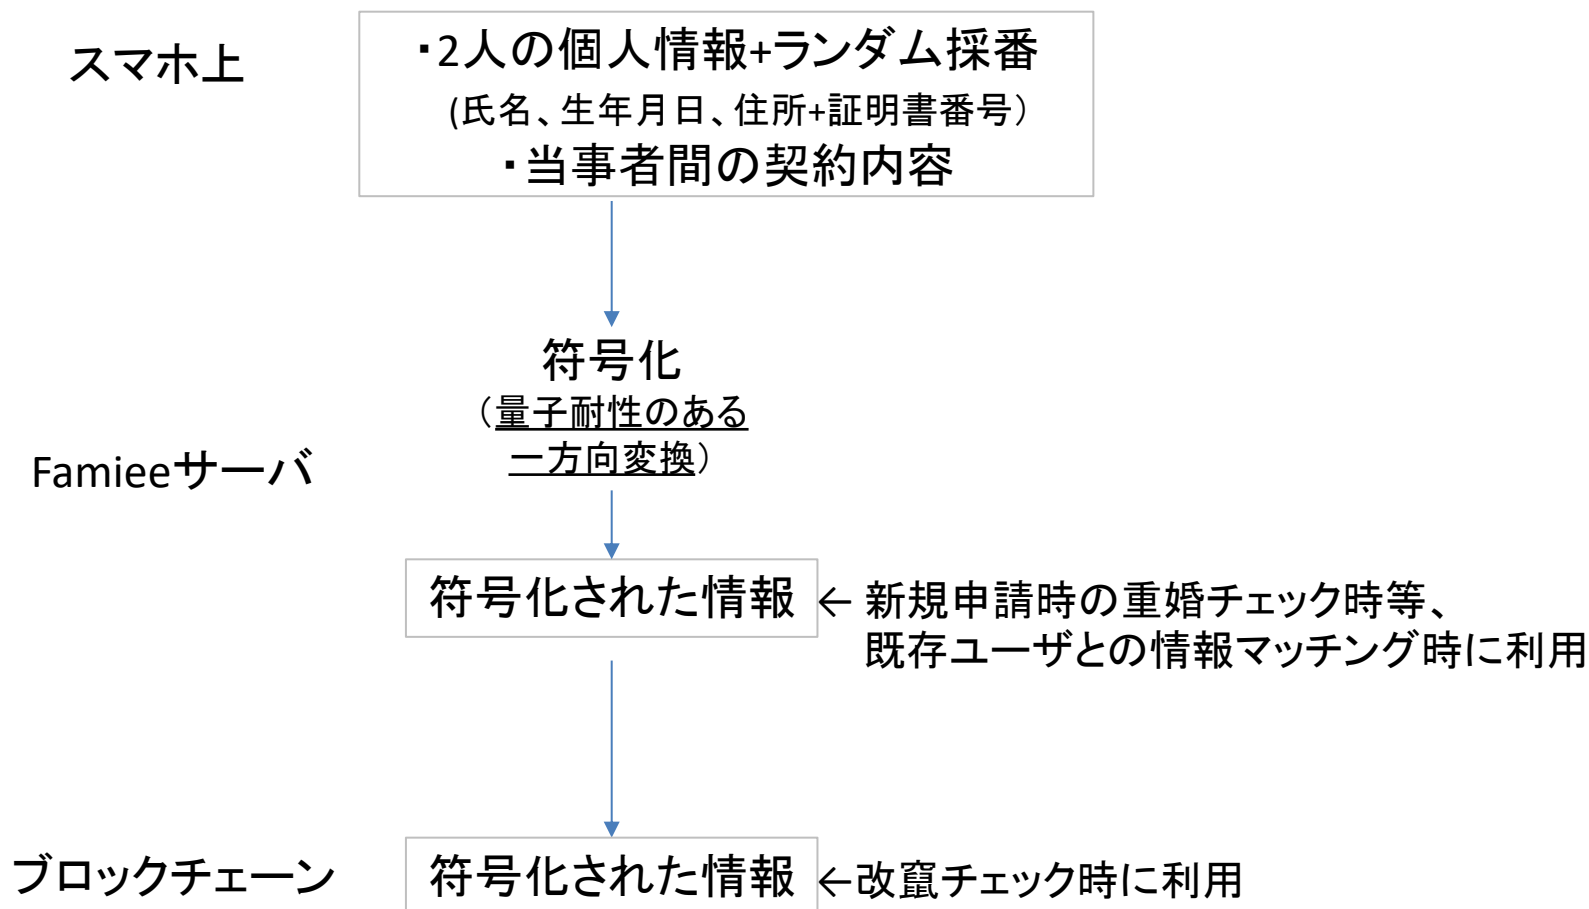 スマホ上
・2人の個人情報+ランダム採番
(氏名、生年月日、住所+証明書番号）
・当事者間の契約内容
符号化
（量子耐性のある
一方向変換）
Famieeサーバ
符号化された情報
← 新規申請時の重婚チェック時等、
既存ユーザとの情報マッチング時に利用
ブロックチェーン
符号化された情報
←改竄チェック時に利用